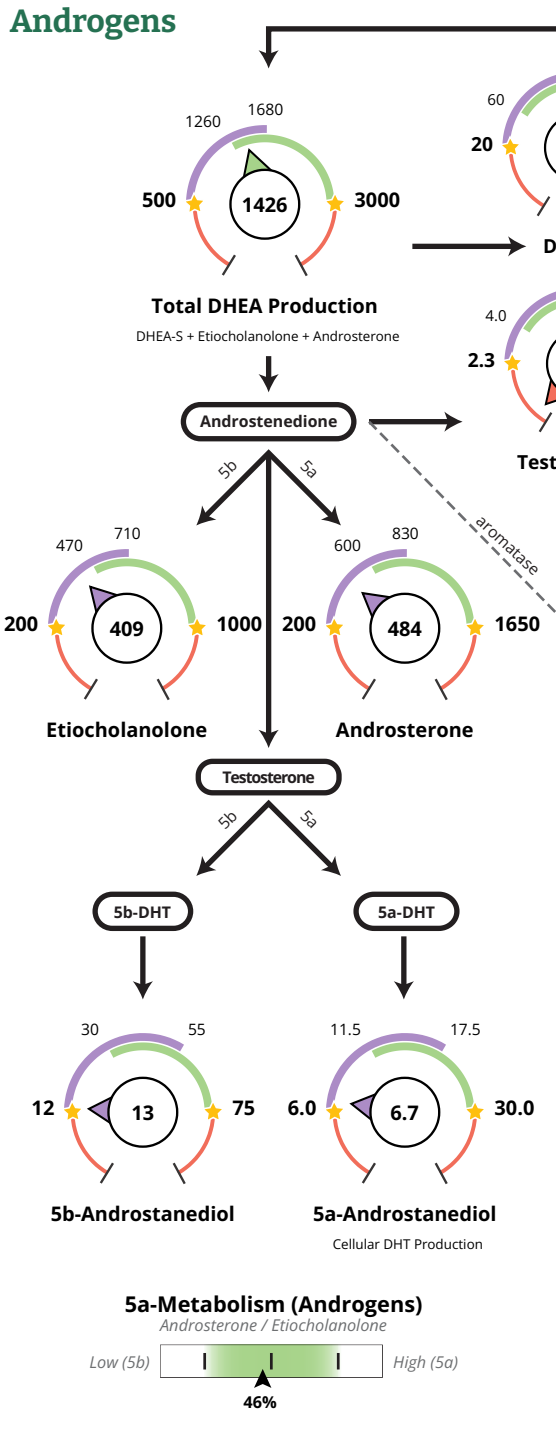 Androgens
1260 1680
60
500 1426 3000
20
Total DHEA Production
DHEA-S + Etiocholanolone + Androsterone
D
4.0
2.3
Androstenedione
Test
5b 5a
aromatase
470 710
600 830
200 409 1000
200 484 1650
Etiocholanolone
Androsterone
Testosterone
5b 5a
5b-DHT
5a-DHT
30 55
11.5 17.5
12 13 75
6.0 6.7 30.0
5b-Androstanediol
5a-Androstanediol
Cellular DHT Production
5a-Metabolism (Androgens)
Androsterone / Etiocholanolone
Low (5b) High (5a)
46%